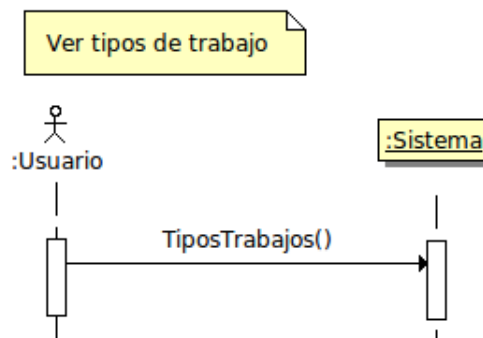 Ver tipos de trabajo
:Usuario
:Sistema
TiposTrabajos()